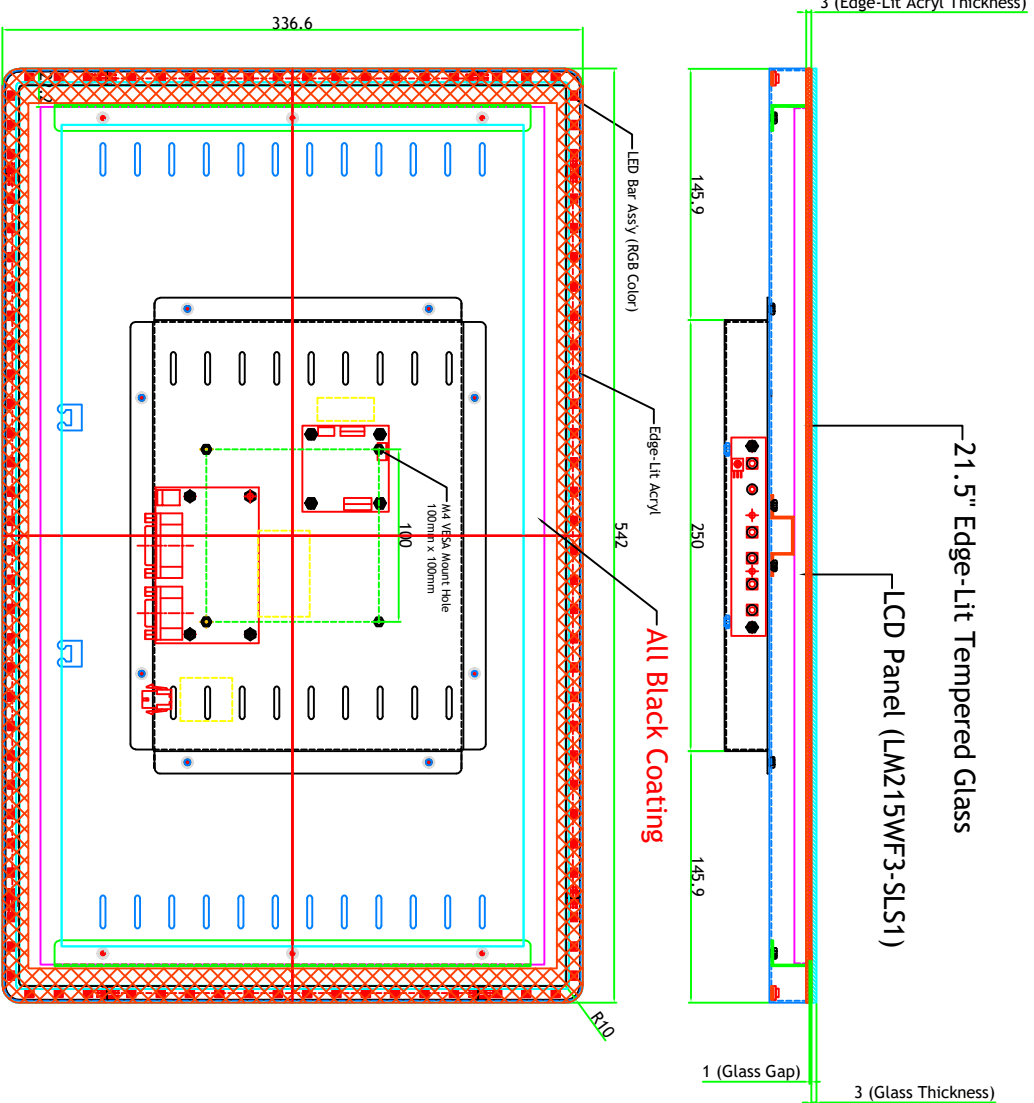 3 (Edge-Lit Acryl Thickness)
336.6
LED Bar Ass'y (RGB Color)
145.9
Edge-Lit Acryl
21.5" Edge-Lit Tempered Glass
M4 VESA Mount Hole
100mm x 100mm
100
542
250
LCD Panel (LM215WF3-SLS1)
All Black Coating
145.9
R10
1 (Glass Gap)
3 (Glass Thickness)